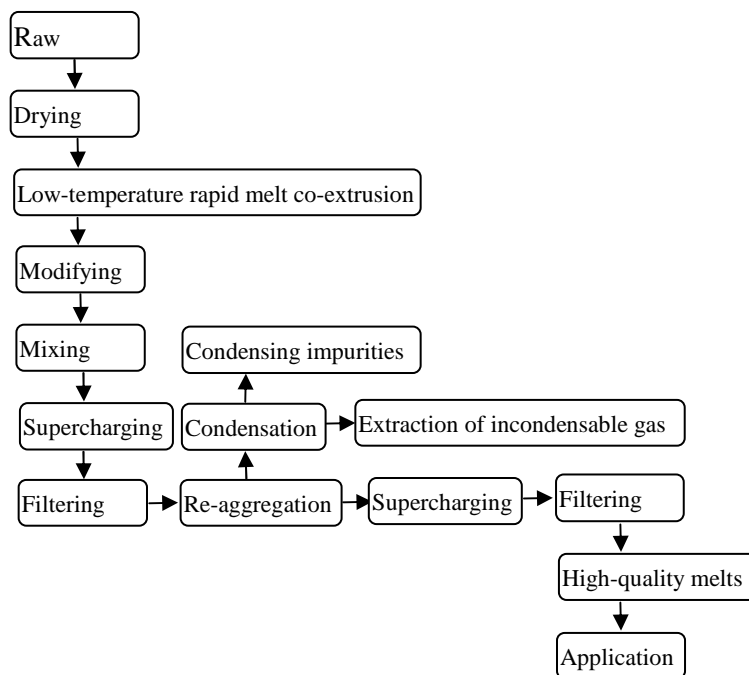 Raw
Drying
Low-temperature rapid melt co-extrusion
Modifying
Mixing
Condensing impurities
Supercharging
Condensation
Extraction of incondensable gas
Filtering
Re-aggregation
Supercharging
Filtering
High-quality melts
Application